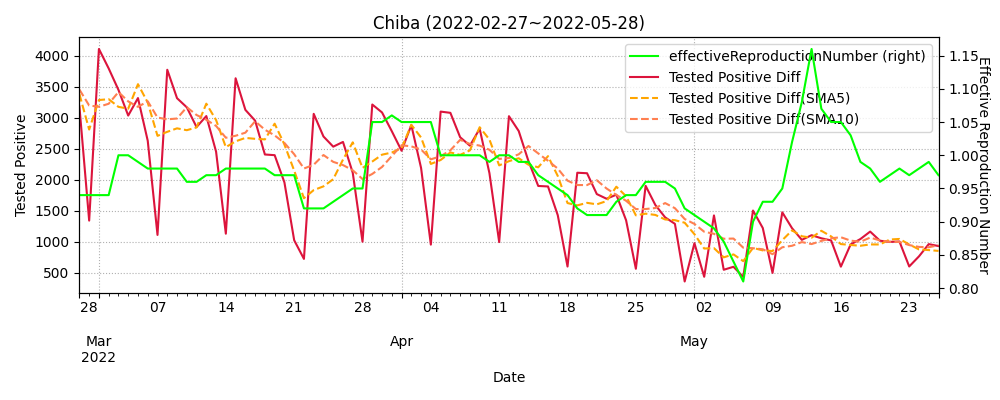 Chiba (2022-02-27~2022-05-28)
effectiveReproductionNumber (right)
Tested Positive Diff
Tested Positive Diff(SMA5)
Tested Positive Diff(SMA10)
Tested Positive
4000
3500
3000
2500
2000
1500
1000
500
1.15
1.10
1.05
1.00
0.95
0.90
0.85
0.80
Effective Reproduction Number
28 07 14 21 28 04 11 18 25 02 09 16 23
Mar Apr May
2022
Date